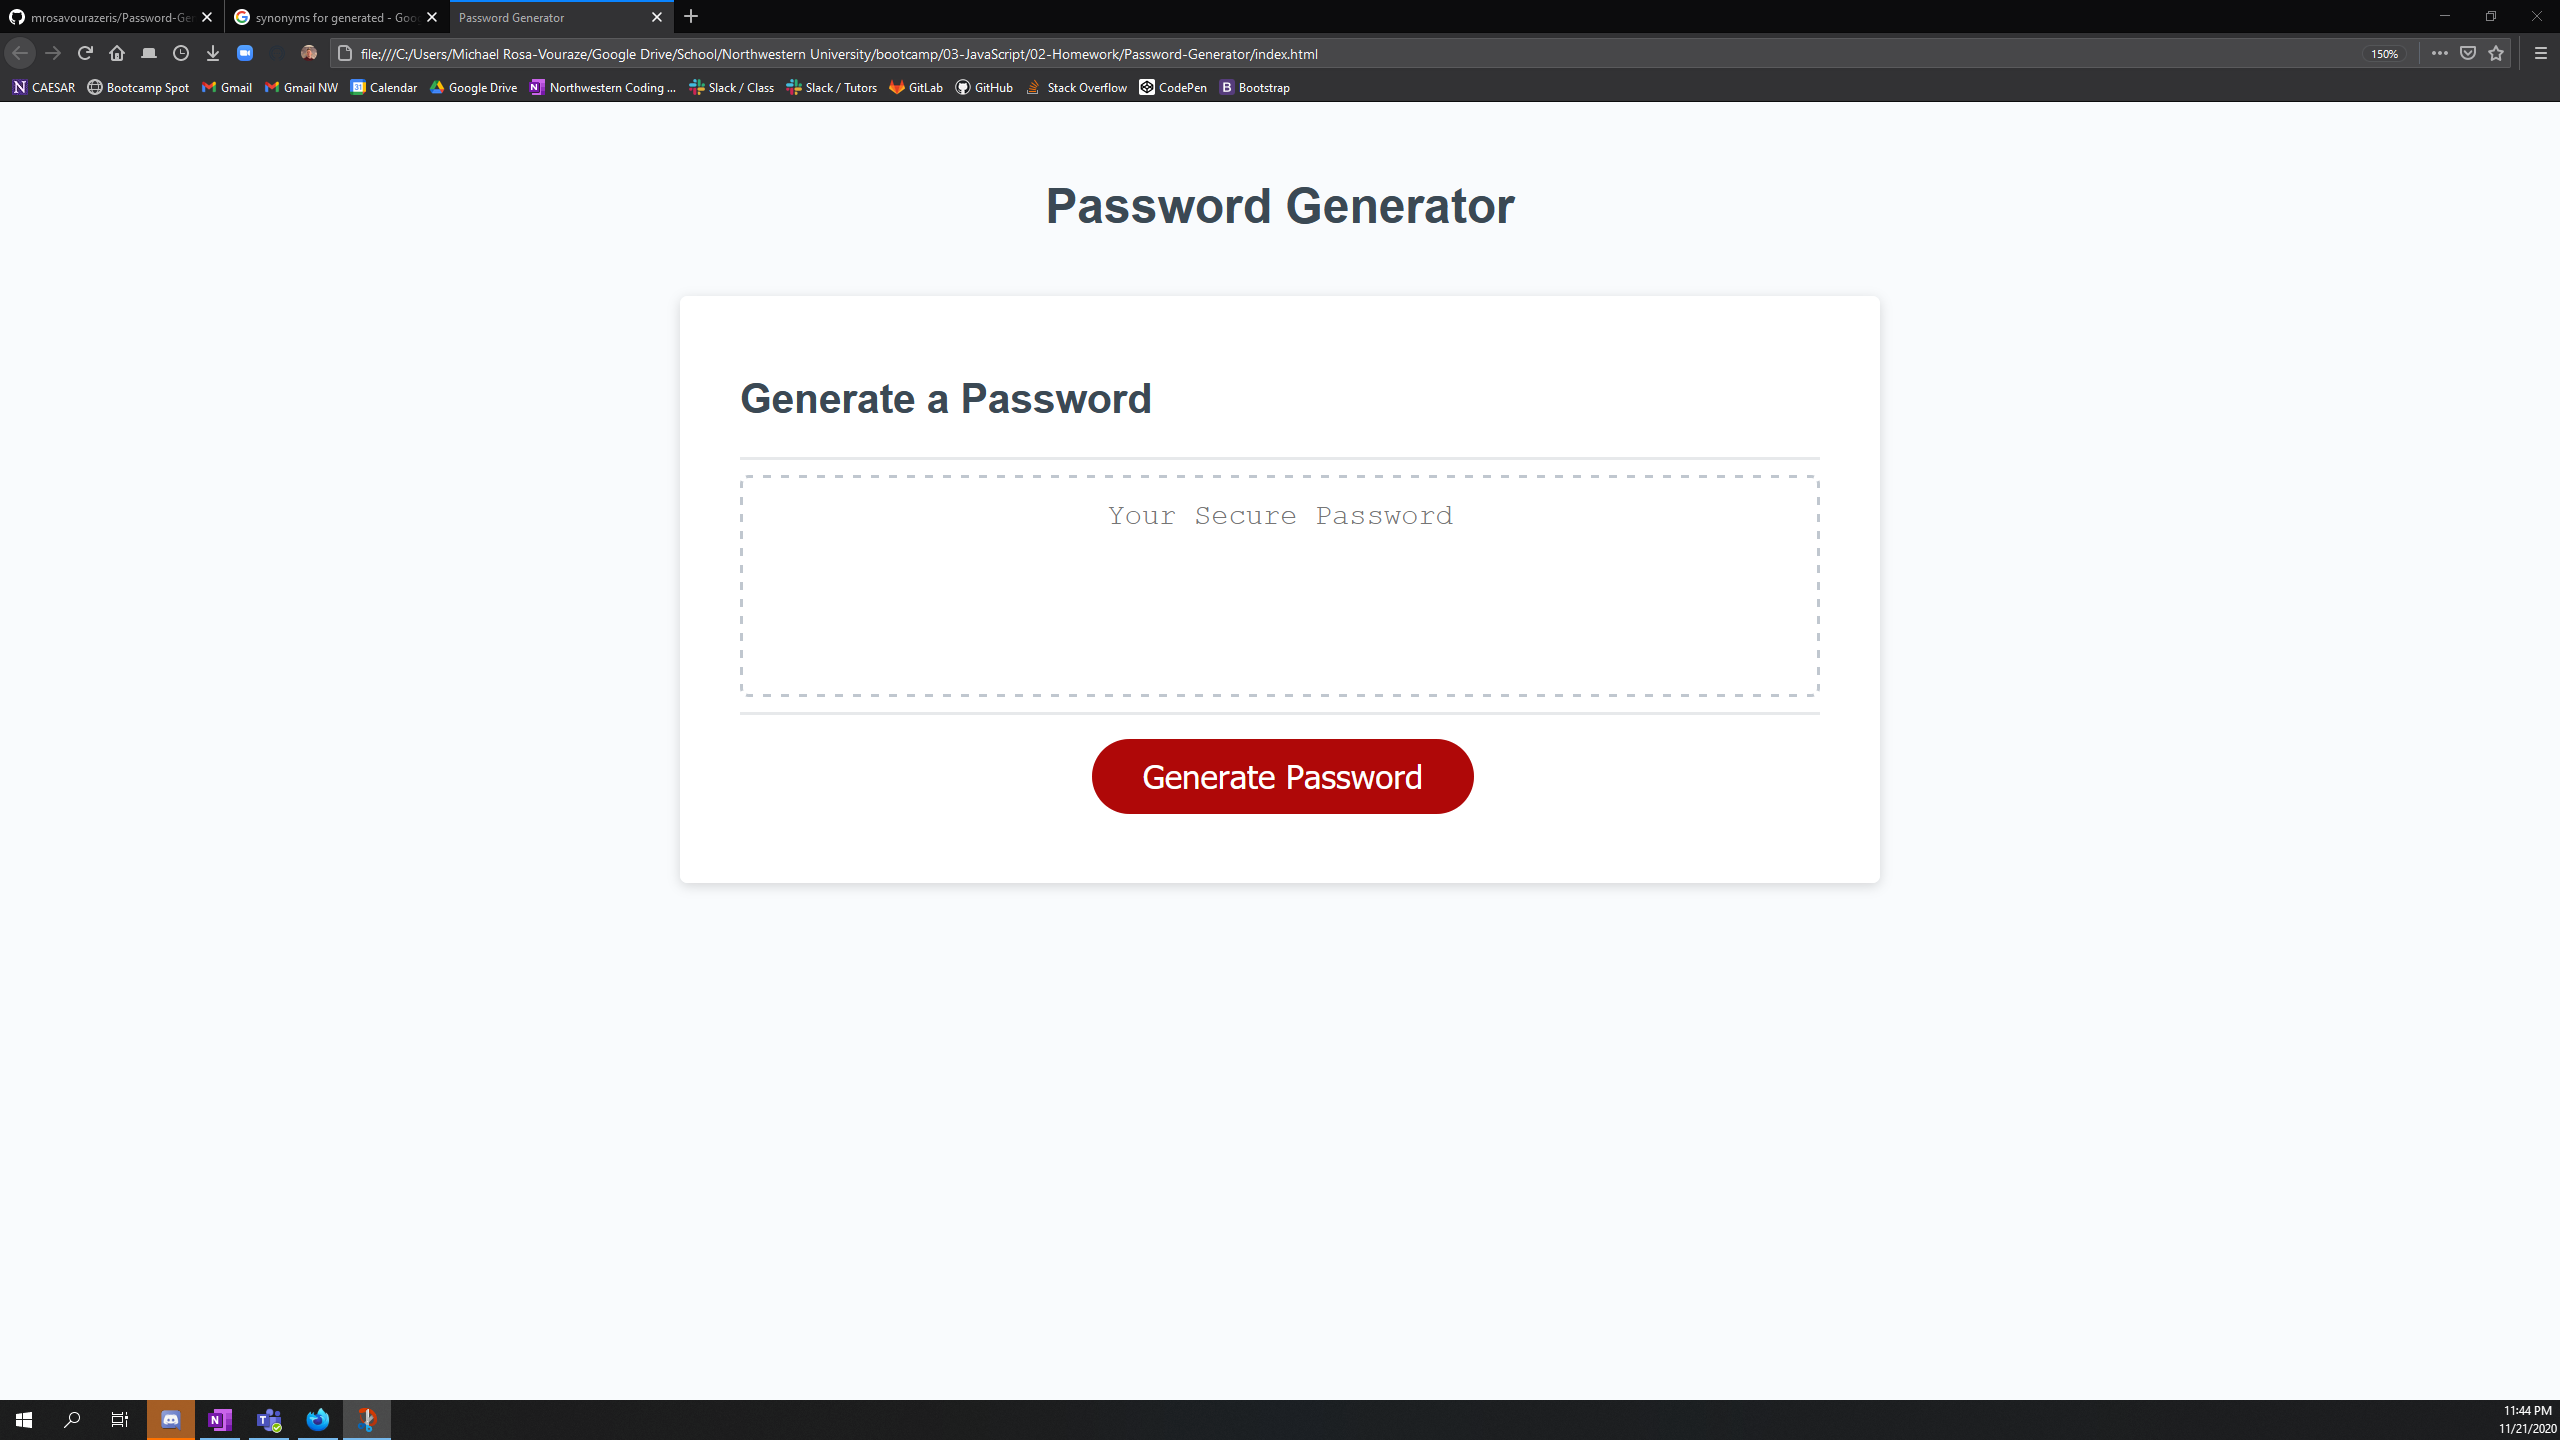 mrosavourazeris/Password-Ger
synonyms for generated - Goo
Password Generator
file:///C:/Users/Michael Rosa-Vouraze/Google Drive/School/Northwestern University/bootcamp/03-JavaScript/02-Homework/Password-Generator/index.html
150%
CAESAR Bootcamp Spot Gmail Gmail NW Calendar Google Drive Northwestern Coding ... Slack / Class Slack / Tutors GitLab GitHub Stack Overflow CodePen Bootstrap
Password Generator
Generate a Password
Your Secure Password
Generate Password
11:44 PM
11/21/2020